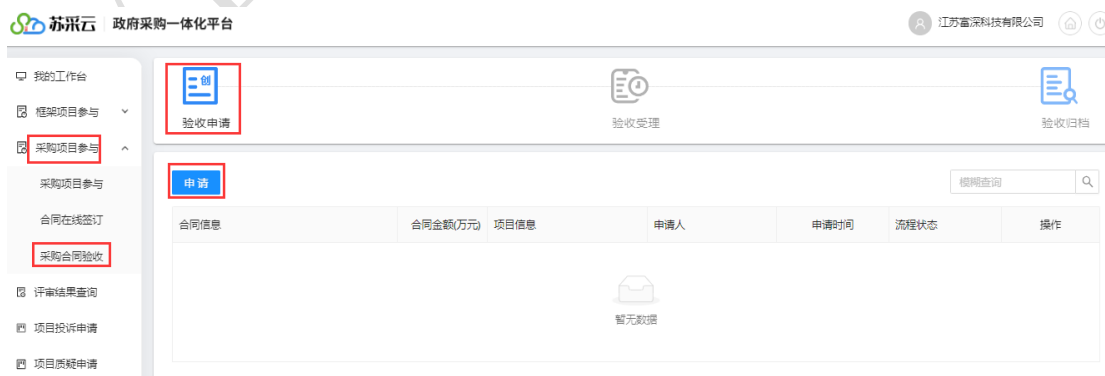 苏采云 政府采购一体化平台 江苏富深科技有限公司
我的工作台
框架项目参与
采购项目参与
采购项目参与
合同在线签订
采购合同验收
评审结果查询
项目投诉申请
项目质疑申请
创
验收申请 验收受理 验收归档
申请 模糊查询
合同信息 合同金额(万元) 项目信息 申请人 申请时间 流程状态 操作
暂无数据